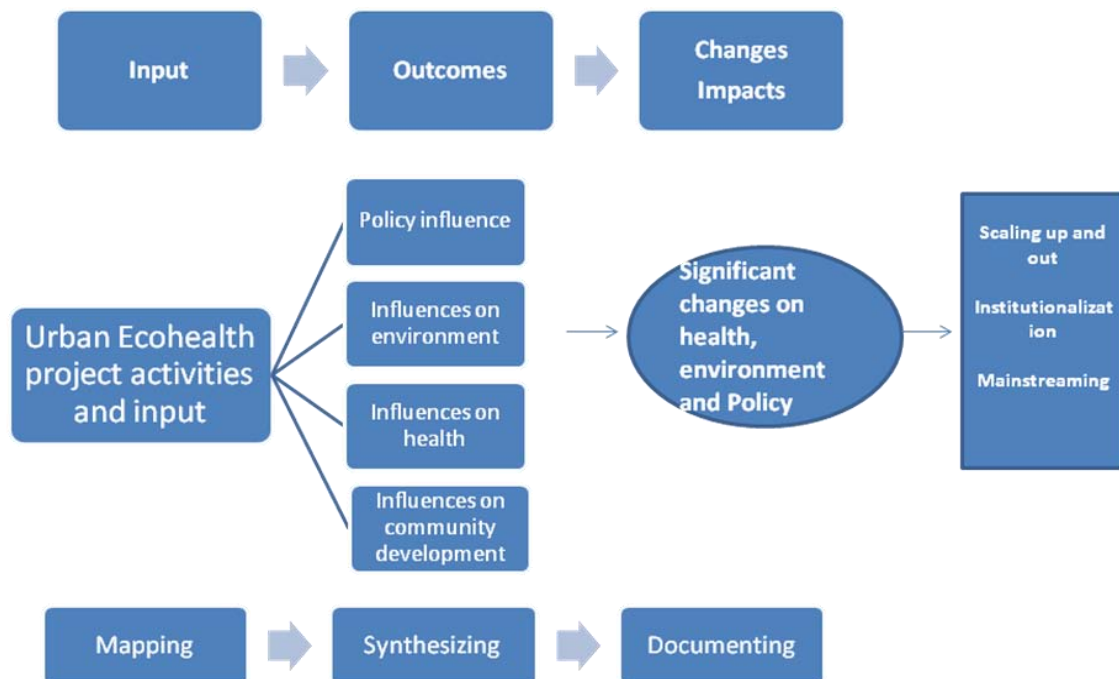 Input
Outcomes
Changes
Impacts
Policy influence
Influences on
environment
Influences on
health
Influences on
community
development
Urban Ecohealth
project activities
and input
Significant
changes on
health,
environment
and Policy
Scaling up and
out
Institutionalizat
ion
Mainstreaming
Mapping
Synthesizing
Documenting